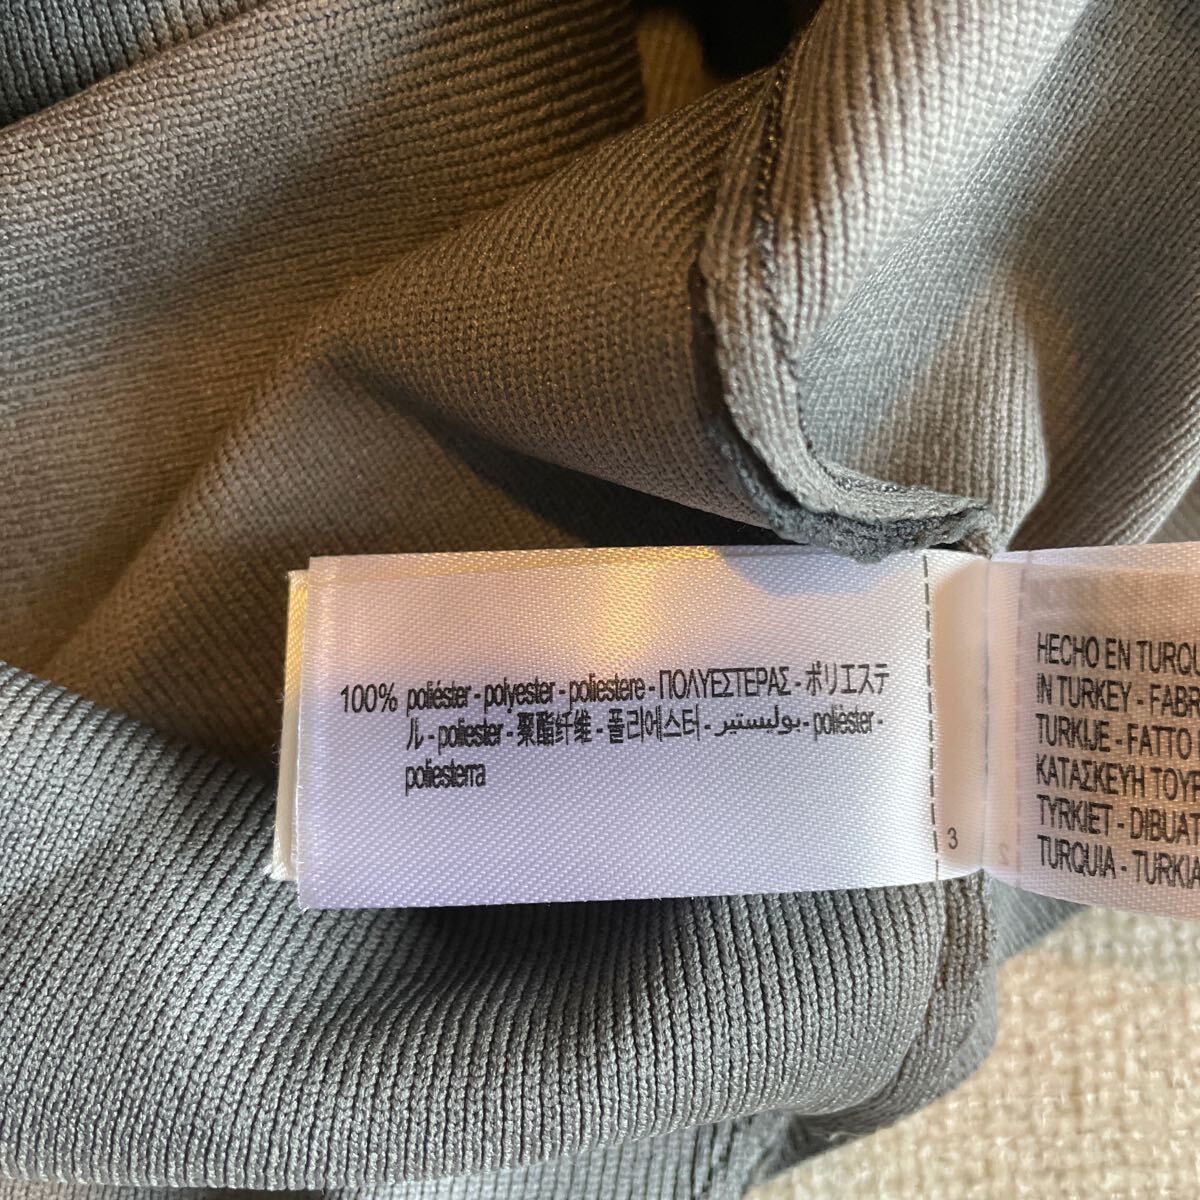 100% poliéster - polyester - poliestere - ΠΟΛΥΕΣΤΕΡΑΣ - ポリエステ
ル - poliester - 聚酯纤维 - 폴리에스터 - بوليستير - polièster -
poliesterra
3
HECHO EN TURQU
IN TURKEY - FABR
TURKIJE - FATTO
ΚΑΤΑΣΚΕΥΗ ΤΟΥΡ
TYRKIET - DIBUAT
TURQUIA - TURKIA
2